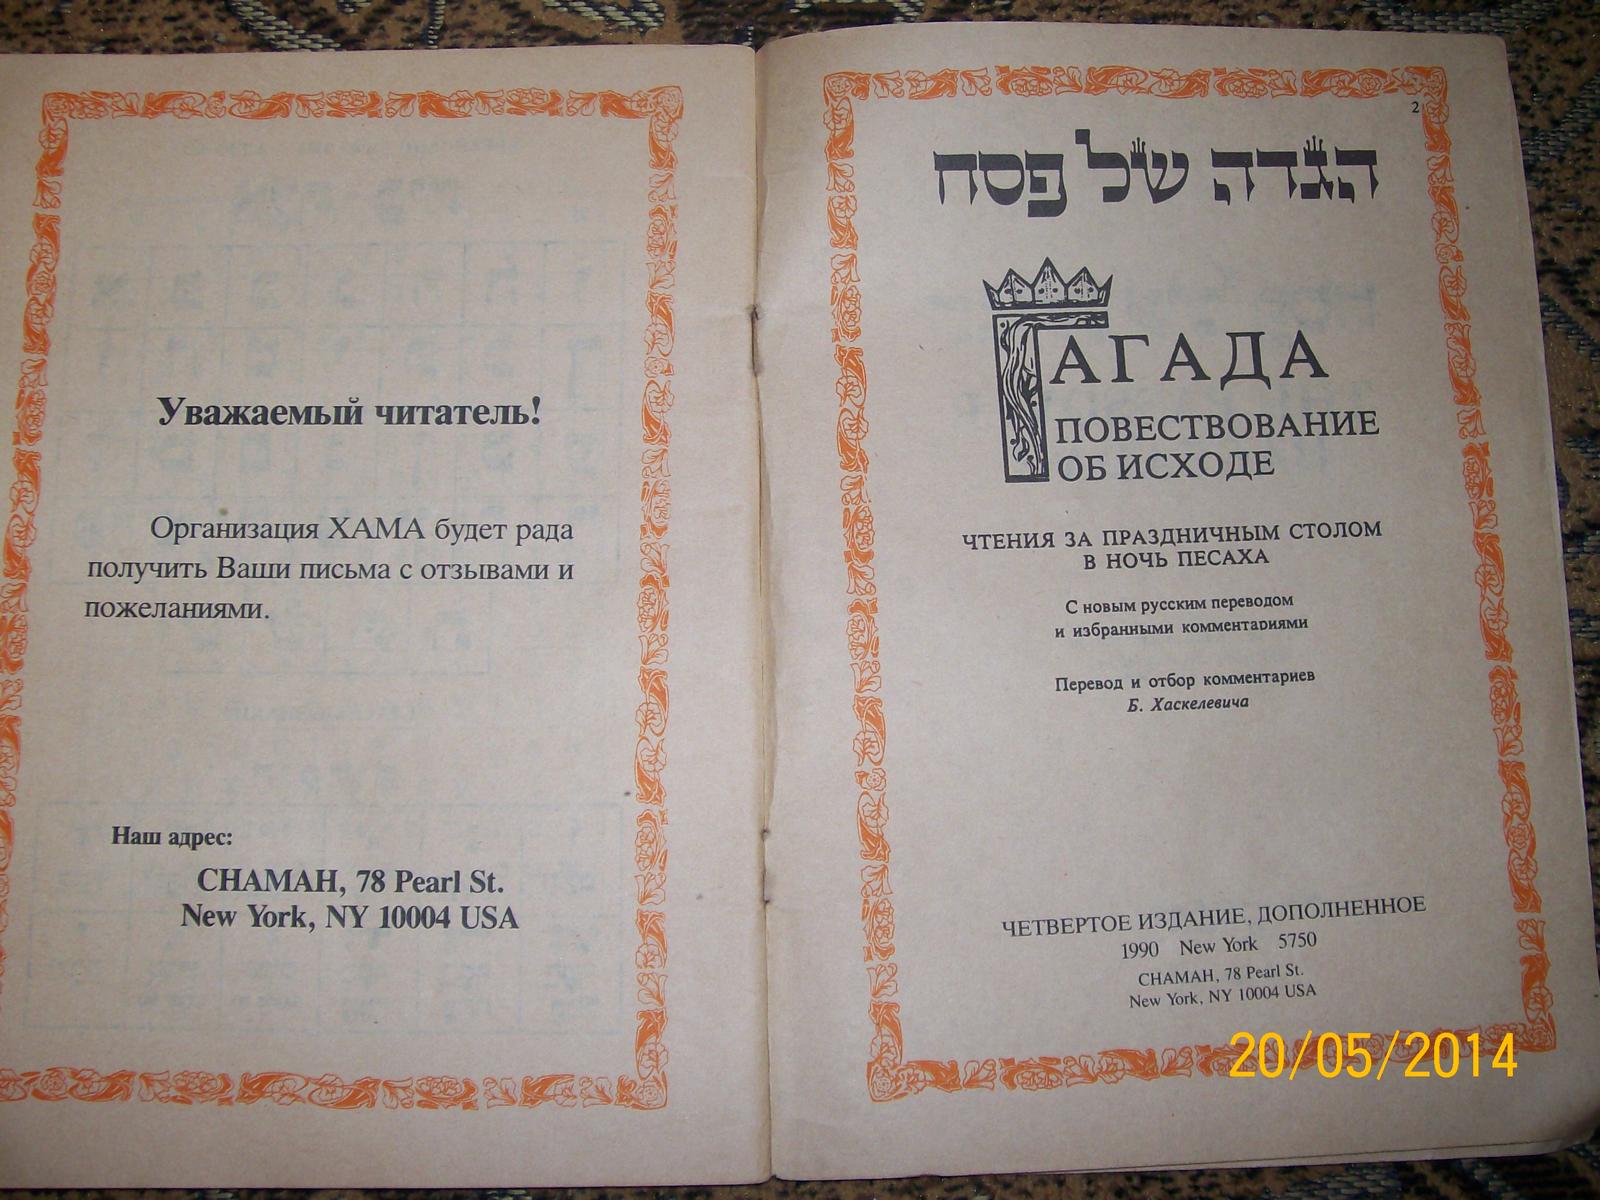 Уважаемый читатель!
Организация ХАМА будет рада
получить Ваши письма с отзывами и
пожеланиями.
Наш адрес:
CHAMAH, 78 Pearl St.
New York, NY 10004 USA
2
הגדה של פסח
ГАГАДА
ПОВЕСТВОВАНИЕ
ОБ ИСХОДЕ
ЧТЕНИЯ ЗА ПРАЗДНИЧНЫМ СТОЛОМ
В НОЧЬ ПЕСАХА
С новым русским переводом
и избранными комментариями
Перевод и отбор комментариев
Б. Хаскелевича
ЧЕТВЕРТОЕ ИЗДАНИЕ, ДОПОЛНЕННОЕ
1990 New York 5750
CHAMAH, 78 Pearl St.
New York, NY 10004 USA
20/05/2014